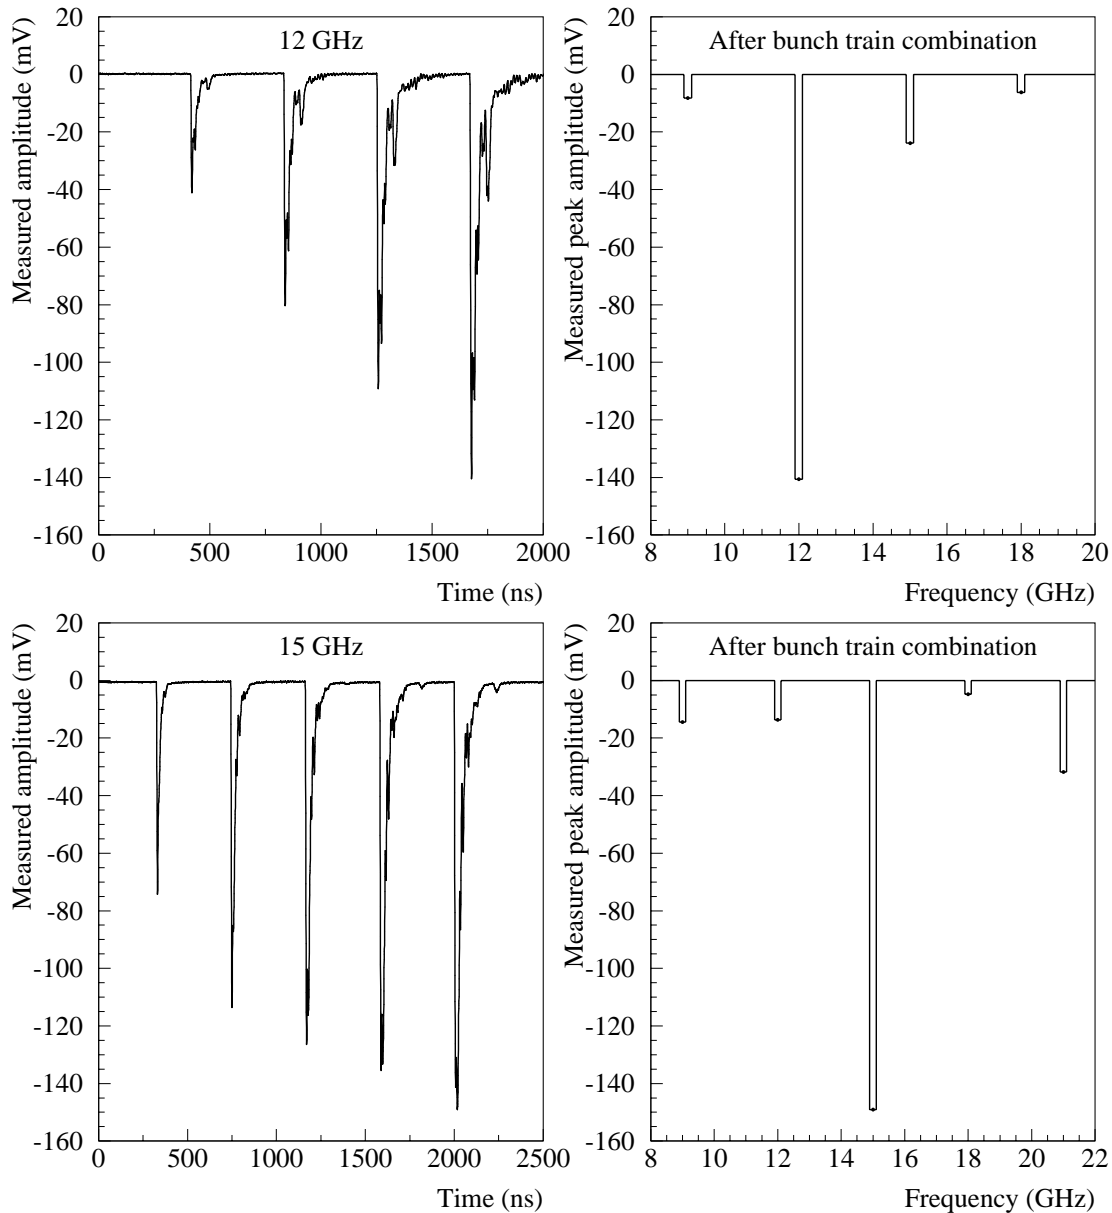 12 GHz
Measured amplitude (mV)
20
0
-20
-40
-60
-80
-100
-120
-140
-160
0 500 1000 1500 2000
Time (ns)
After bunch train combination
Measured peak amplitude (mV)
20
0
-20
-40
-60
-80
-100
-120
-140
-160
8 10 12 14 16 18 20
Frequency (GHz)
15 GHz
Measured amplitude (mV)
20
0
-20
-40
-60
-80
-100
-120
-140
-160
0 500 1000 1500 2000 2500
Time (ns)
After bunch train combination
Measured peak amplitude (mV)
20
0
-20
-40
-60
-80
-100
-120
-140
-160
8 10 12 14 16 18 20 22
Frequency (GHz)